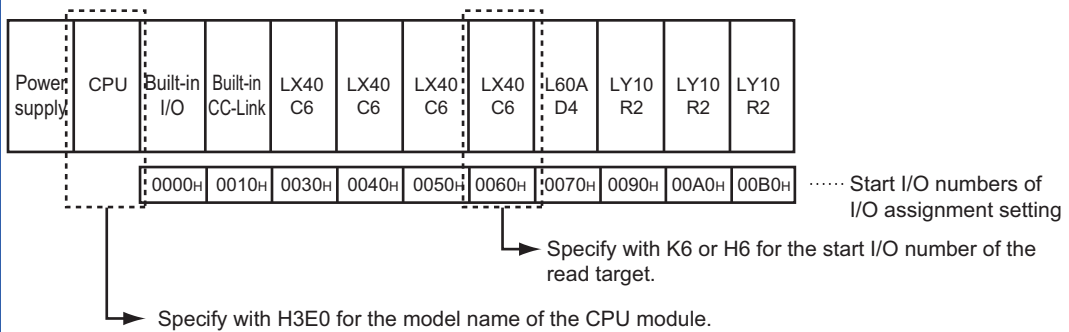 Power supply
CPU
Built-in I/O
Built-in CC-Link
LX40 C6
LX40 C6
LX40 C6
LX40 C6
L60A D4
LY10 R2
LY10 R2
LY10 R2
0000H 0010H 0030H 0040H 0050H 0060H 0070H 0090H 00A0H 00B0H
Start I/O numbers of
I/O assignment setting
Specify with K6 or H6 for the start I/O number of the
read target.
Specify with H3E0 for the model name of the CPU module.